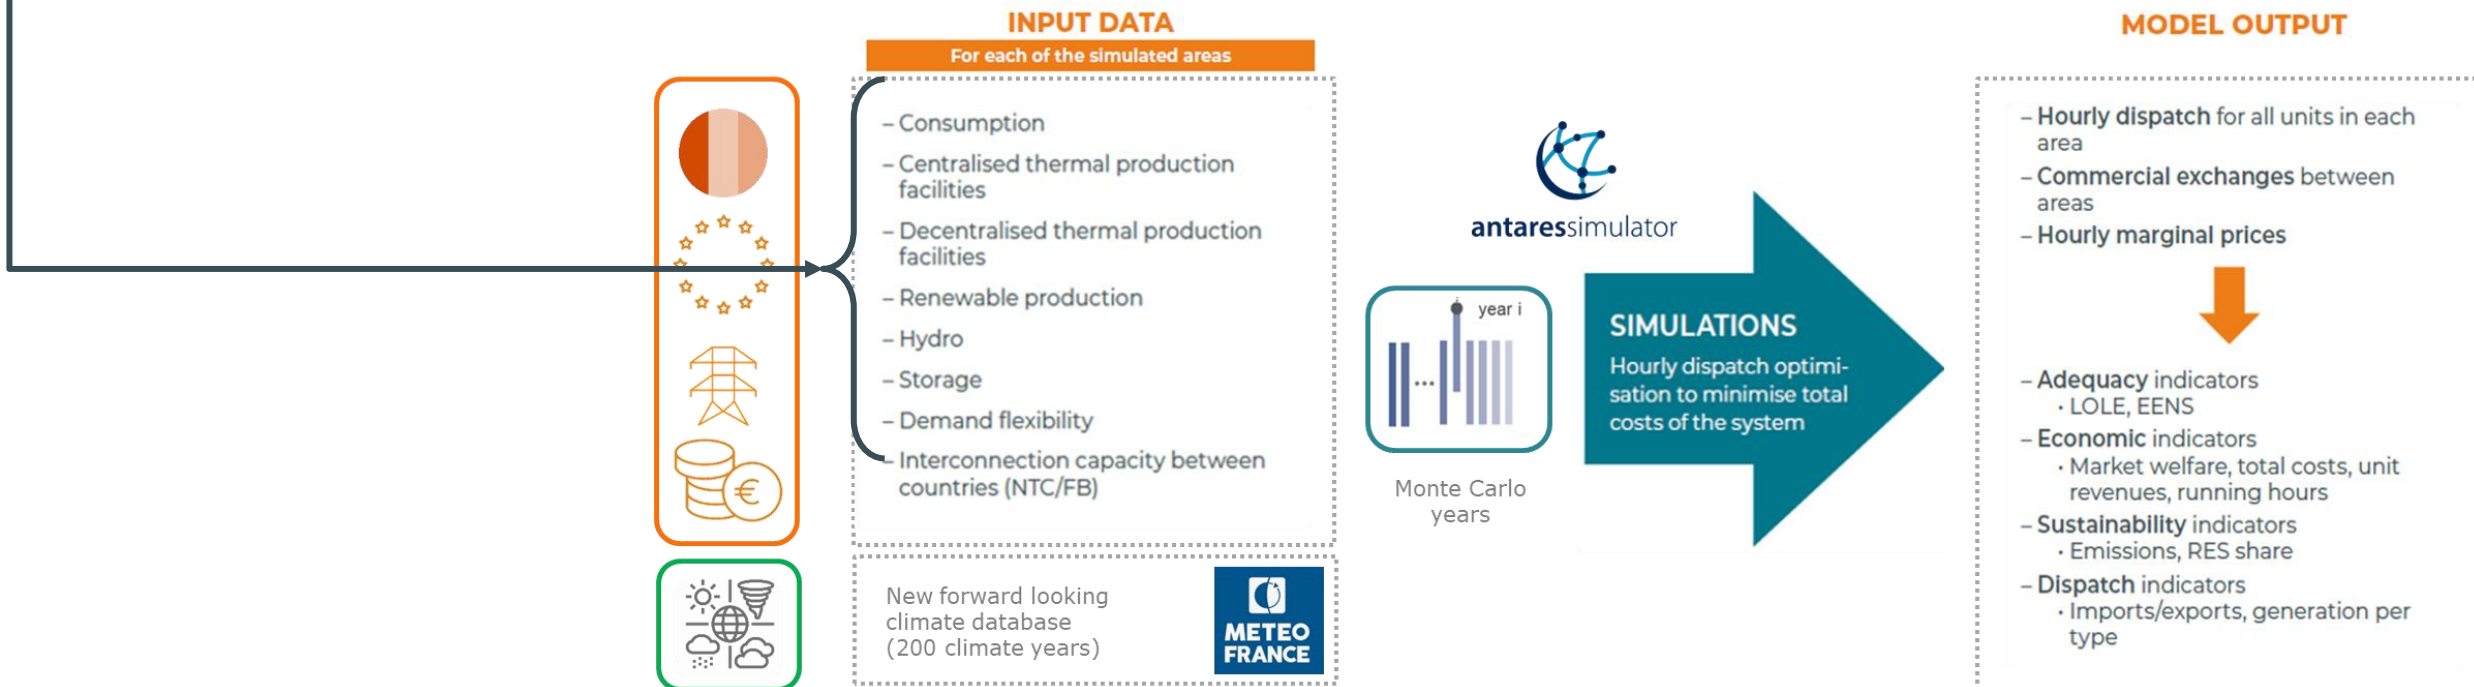 INPUT DATA
For each of the simulated areas
– Consumption
– Centralised thermal production
facilities
– Decentralised thermal production
facilities
– Renewable production
– Hydro
– Storage
– Demand flexibility
– Interconnection capacity between
countries (NTC/FB)
New forward looking
climate database
(200 climate years)
METEO
FRANCE
€
antaressimulator
year i
...
Monte Carlo
years
SIMULATIONS
Hourly dispatch optimi-
sation to minimise total
costs of the system
MODEL OUTPUT
– Hourly dispatch for all units in each
area
– Commercial exchanges between
areas
– Hourly marginal prices
– Adequacy indicators
· LOLE, EENS
– Economic indicators
· Market welfare, total costs, unit
revenues, running hours
– Sustainability indicators
· Emissions, RES share
– Dispatch indicators
· Imports/exports, generation per
type